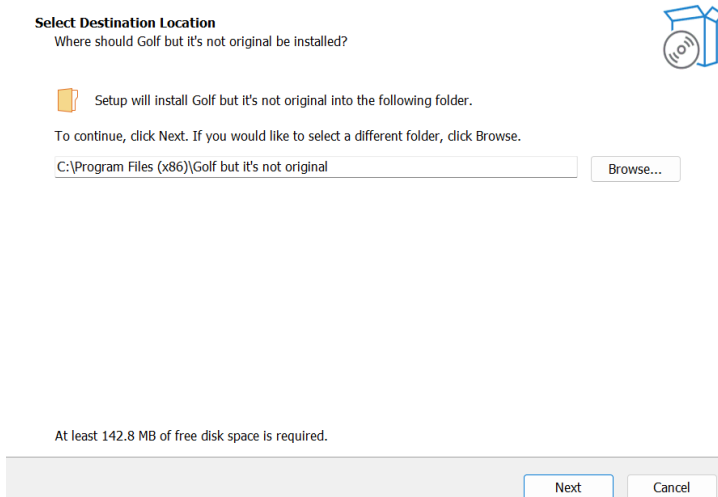 Select Destination Location
Where should Golf but it's not original be installed?
Setup will install Golf but it's not original into the following folder.
To continue, click Next. If you would like to select a different folder, click Browse.
C:\Program Files (x86)\Golf but it's not original
Browse...
At least 142.8 MB of free disk space is required.
Next
Cancel